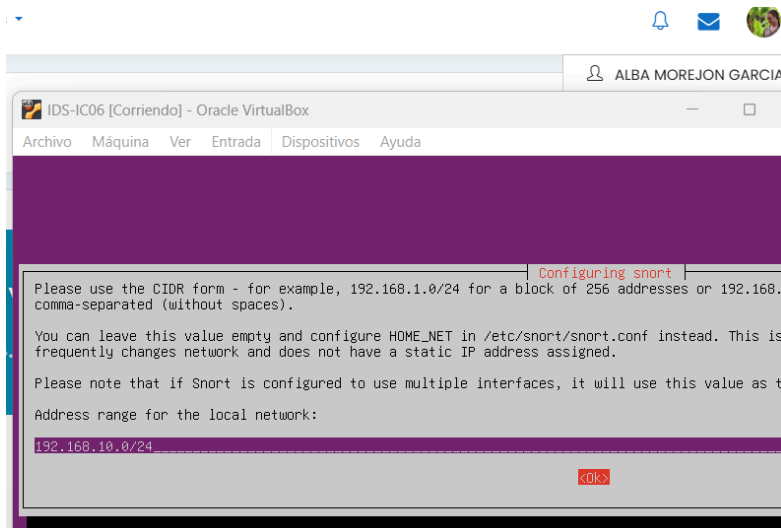 ALBA MOREJON GARCIA
IDS-IC06 [Corriendo] - Oracle VirtualBox
Archivo Máquina Ver Entrada Dispositivos Ayuda
Configuring snort
Please use the CIDR form - for example, 192.168.1.0/24 for a block of 256 addresses or 192.168.
comma-separated (without spaces).
You can leave this value empty and configure HOME_NET in /etc/snort/snort.conf instead. This is
frequently changes network and does not have a static IP address assigned.
Please note that if Snort is configured to use multiple interfaces, it will use this value as t
Address range for the local network:
192.168.10.0/24
<Ok>